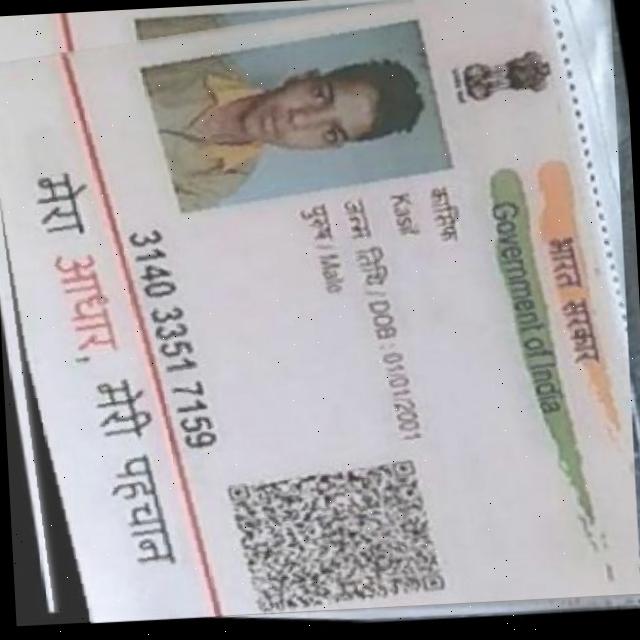 भारत सरकार
Government of India
कासिफ
Kasif
जन्म तिथि / DOB : 01/01/2001
पुरुष / Male
3140 3351 7159
मेरा आधार, मेरी पहचान